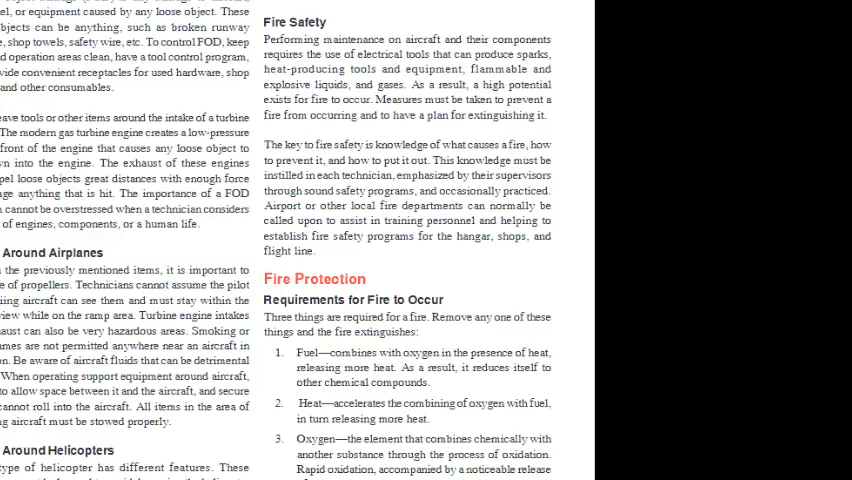 el, or equipment caused by any loose object. These
bjects can be anything, such as broken runway
e, shop towels, safety wire, etc. To control FOD, keep
d operation areas clean, have a tool control program,
vide convenient receptacles for used hardware, shop
and other consumables.
eave tools or other items around the intake of a turbine
The modern gas turbine engine creates a low-pressure
front of the engine that causes any loose object to
wn into the engine. The exhaust of these engines
pel loose objects great distances with enough force
nge anything that is hit. The importance of a FOD
n cannot be overstressed when a technician considers
of engines, components, or a human life.
Around Airplanes
n the previously mentioned items, it is important to
e of propellers. Technicians cannot assume the pilot
iing aircraft can see them and must stay within the
view while on the ramp area. Turbine engine intakes
haust can also be very hazardous areas. Smoking or
ames are not permitted anywhere near an aircraft in
on. Be aware of aircraft fluids that can be detrimental
When operating support equipment around aircraft,
to allow space between it and the aircraft, and secure
cannot roll into the aircraft. All items in the area of
ng aircraft must be stowed properly.
Around Helicopters
type of helicopter has different features. These
Fire Safety
Performing maintenance on aircraft and their components
requires the use of electrical tools that can produce sparks,
heat-producing tools and equipment, flammable and
explosive liquids, and gases. As a result, a high potential
exists for fire to occur. Measures must be taken to prevent a
fire from occurring and to have a plan for extinguishing it.
The key to fire safety is knowledge of what causes a fire, how
to prevent it, and how to put it out. This knowledge must be
instilled in each technician, emphasized by their supervisors
through sound safety programs, and occasionally practiced.
Airport or other local fire departments can normally be
called upon to assist in training personnel and helping to
establish fire safety programs for the hangar, shops, and
flight line.
Fire Protection
Requirements for Fire to Occur
Three things are required for a fire. Remove any one of these
things and the fire extinguishes:
1. Fuel—combines with oxygen in the presence of heat,
releasing more heat. As a result, it reduces itself to
other chemical compounds.
2. Heat—accelerates the combining of oxygen with fuel,
in turn releasing more heat.
3. Oxygen—the element that combines chemically with
another substance through the process of oxidation.
Rapid oxidation, accompanied by a noticeable release